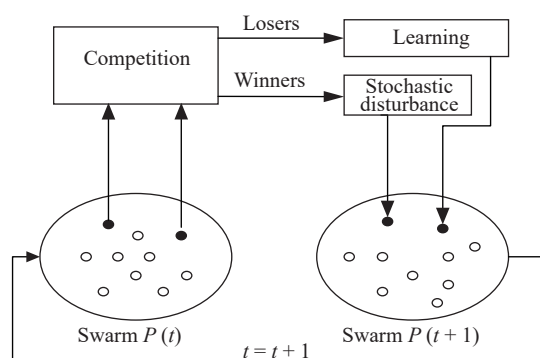 Losers
Learning
Competition
Winners
Stochastic
disturbance
Swarm P (t)
Swarm P (t + 1)
t = t + 1